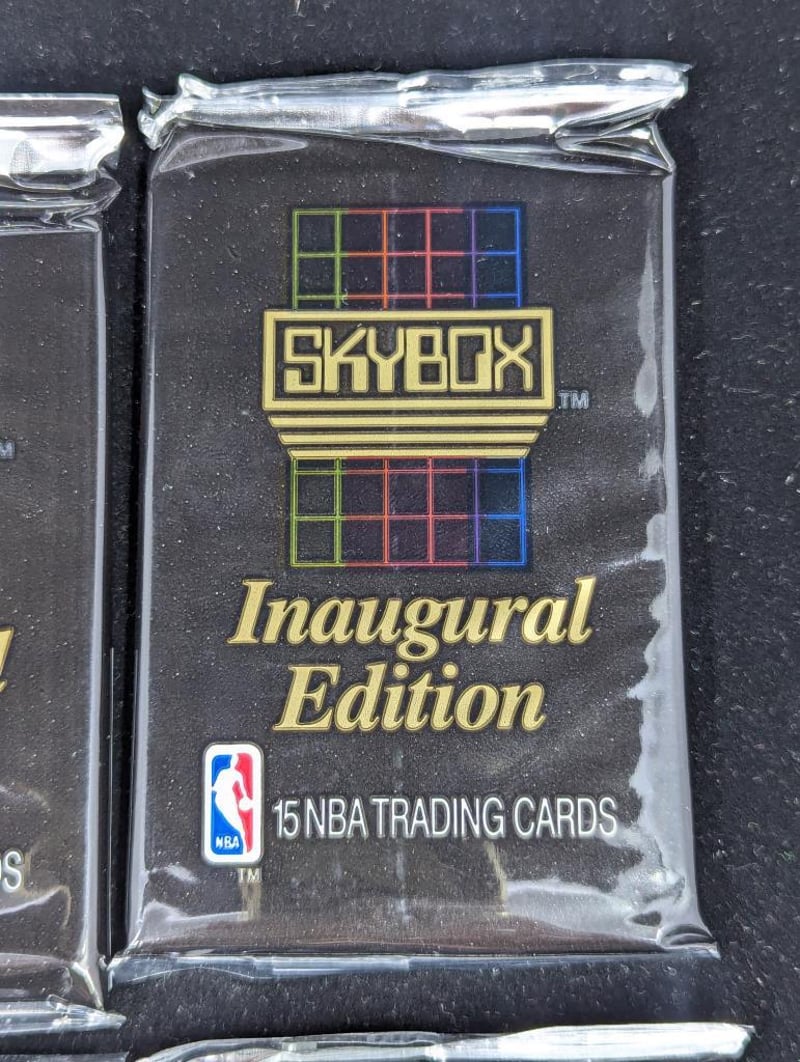 SKYBOX
TM
Inaugural
Edition
NBA
15 NBA TRADING CARDS
TM